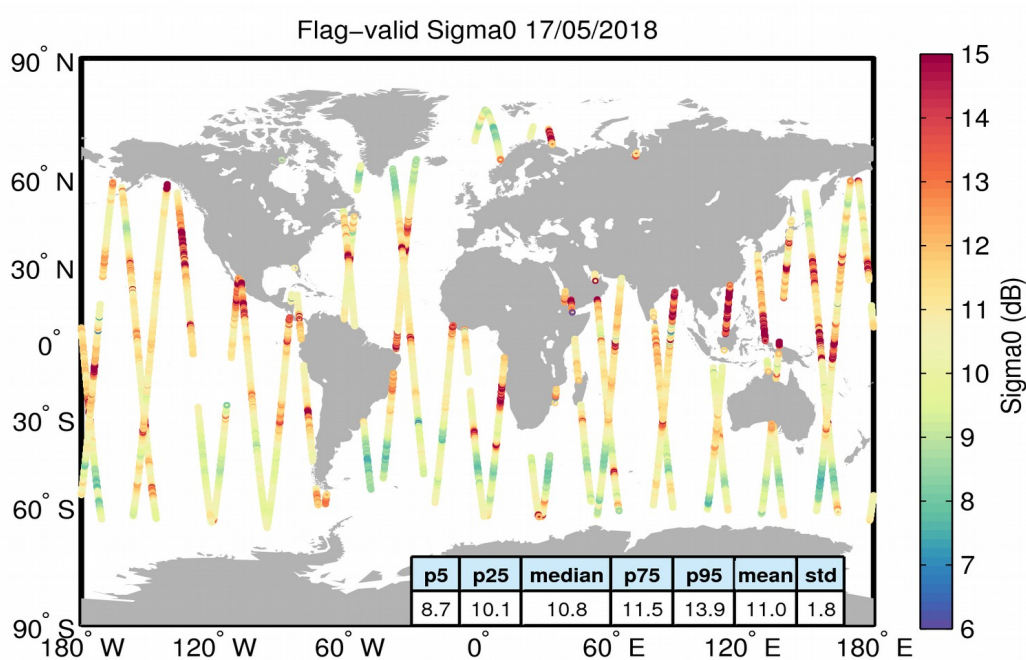 Flag-valid Sigma0 17/05/2018
90° N
60° N
30° N
0°
30° S
60° S
90° S
180° W
120° W
60° W
0°
60° E
120° E
180° E
p5 p25 median p75 p95 mean std
8.7 10.1 10.8 11.5 13.9 11.0 1.8
15
14
13
12
11
10
9
8
7
6
Sigma0 (dB)